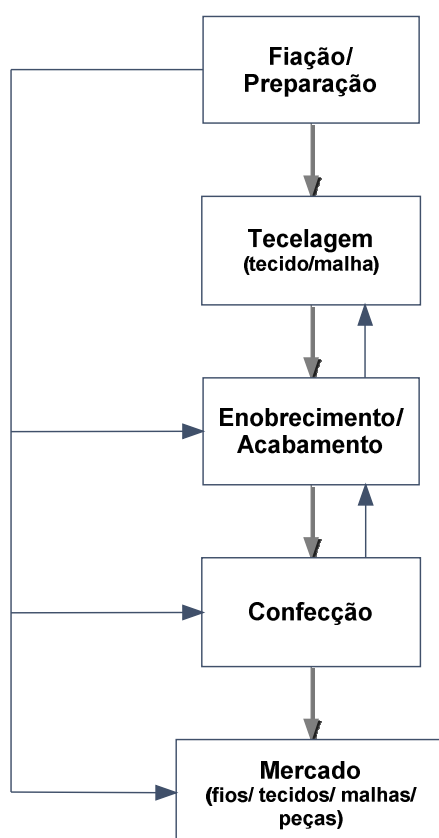 Fiação/
Preparação
Tecelagem
(tecido/malha)
Enobrecimento/
Acabamento
Confecção
Mercado
(fios/ tecidos/ malhas/
peças)